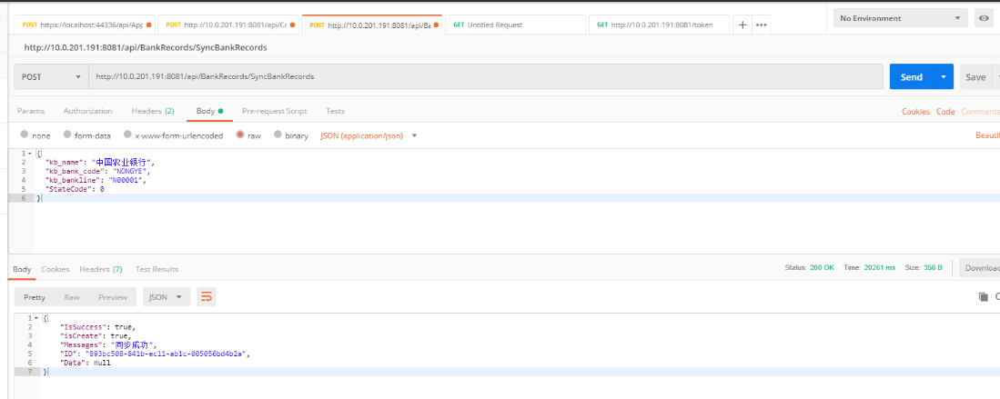 POST https://localhost:44336/api/App
POST http://10.0.201.191:8081/api/Co
POST http://10.0.201.191:8081/api/Ba
GET Untitled Request
GET http://10.0.201.191:8081/token
+
•••
No Environment
http://10.0.201.191:8081/api/BankRecords/SyncBankRecords
POST http://10.0.201.191:8081/api/BankRecords/SyncBankRecords Send Save
Params Authorization Headers (2) Body Pre-request Script Tests Cookies Code Comments
none form-data x-www-form-urlencoded raw binary JSON (application/json) Beauti
1 {
2 "kb_name": "中国农业银行",
3 "kb_bank_code": "NONGYE",
4 "kb_bankline": "N00001",
5 "StateCode": 0
6 }
Body Cookies Headers (7) Test Results Status: 200 OK Time: 20261 ms Size: 356 B Download
Pretty Raw Preview JSON
1 {
2 "IsSuccess": true,
3 "isCreate": true,
4 "Messages": "同步成功",
5 "ID": "893bc508-841b-ec11-ab1c-005056bd4b2a",
6 "Data": null
7 }